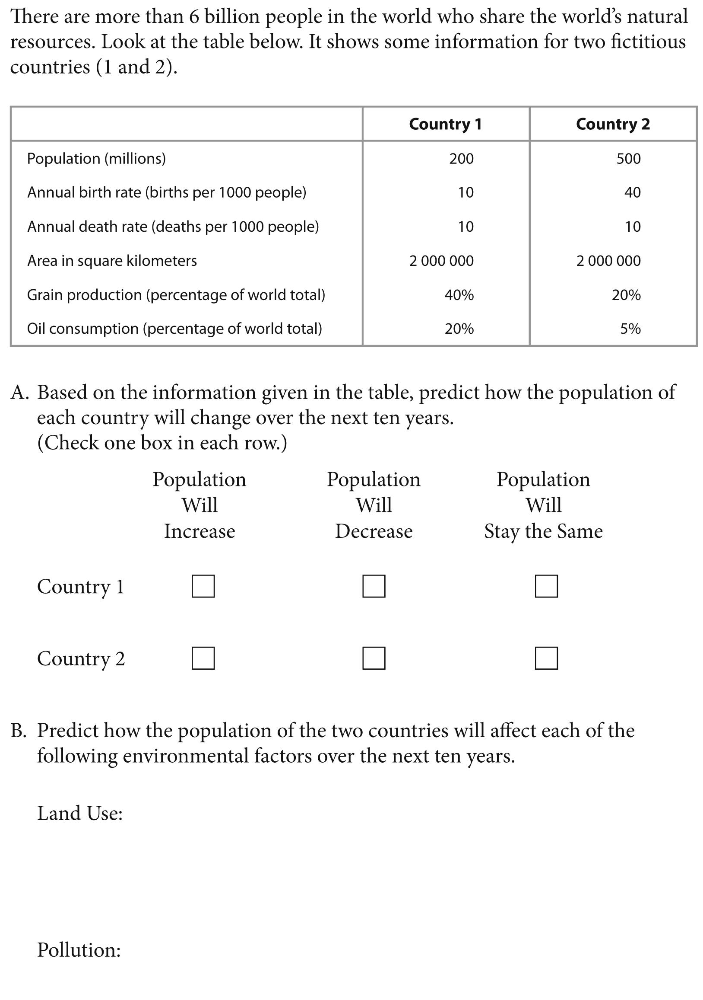 There are more than 6 billion people in the world who share the world’s natural
resources. Look at the table below. It shows some information for two fictitious
countries (1 and 2).
Country 1 Country 2
Population (millions) 200 500
Annual birth rate (births per 1000 people) 10 40
Annual death rate (deaths per 1000 people) 10 10
Area in square kilometers 2 000 000 2 000 000
Grain production (percentage of world total) 40% 20%
Oil consumption (percentage of world total) 20% 5%
A. Based on the information given in the table, predict how the population of
each country will change over the next ten years.
(Check one box in each row.)
Population Population Population
Will Will Will
Increase Decrease Stay the Same
Country 1
Country 2
B. Predict how the population of the two countries will affect each of the
following environmental factors over the next ten years.
Land Use:
Pollution: